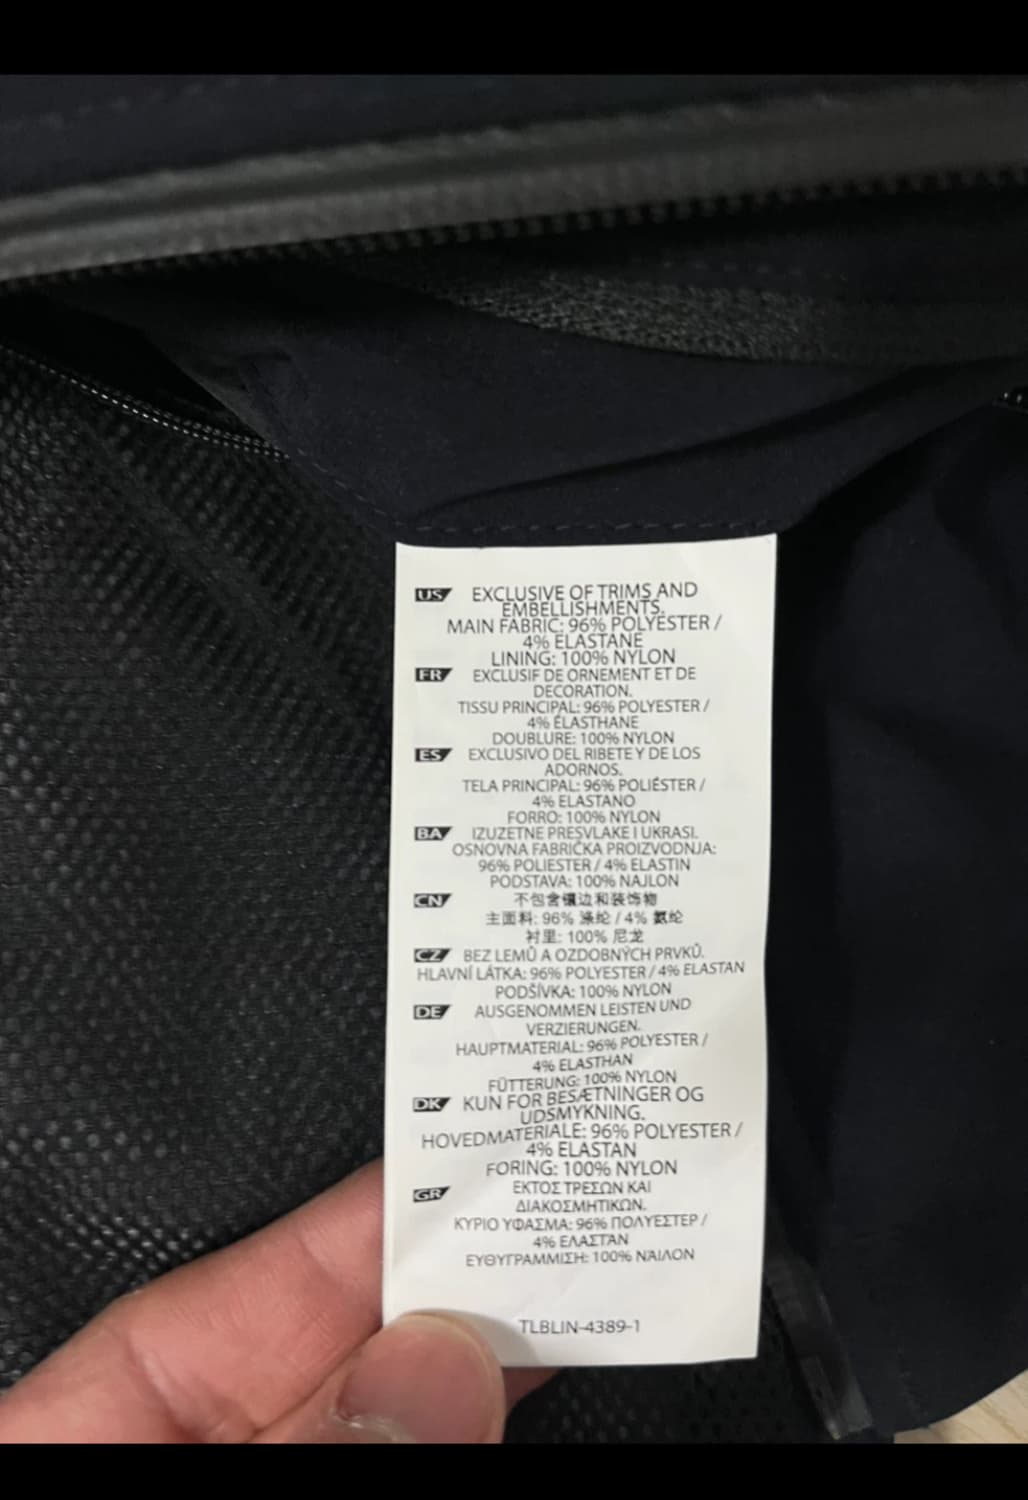 US EXCLUSIVE OF TRIMS AND
EMBELLISHMENTS.
MAIN FABRIC: 96% POLYESTER /
4% ELASTANE
LINING: 100% NYLON
FR EXCLUSIF DE ORNEMENT ET DE
DECORATION.
TISSU PRINCIPAL: 96% POLYESTER /
4% ÉLASTHANE
DOUBLURE: 100% NYLON
ES EXCLUSIVO DEL RIBETE Y DE LOS
ADORNOS.
TELA PRINCIPAL: 96% POLIÉSTER /
4% ELASTANO
FORRO: 100% NYLON
BA IZUZETNE PRESVLAKE I UKRASI.
OSNOVNA FABRIČKA PROIZVODNJA:
96% POLIESTER / 4% ELASTIN
PODSTAVA: 100% NAJLON
CN 不包含镶边和装饰物
主面料: 96% 涤纶 / 4% 氨纶
衬里: 100% 尼龙
CZ BEZ LEMŮ A OZDOBNÝCH PRVKŮ.
HLAVNÍ LÁTKA: 96% POLYESTER / 4% ELASTAN
PODŠÍVKA: 100% NYLON
DE AUSGENOMMEN LEISTEN UND
VERZIERUNGEN.
HAUPTMATERIAL: 96% POLYESTER /
4% ELASTHAN
FÜTTERUNG: 100% NYLON
DK KUN FOR BESÆTNINGER OG
UDSMYKNING.
HOVEDMATERIALE: 96% POLYESTER /
4% ELASTAN
FORING: 100% NYLON
GR ΕΚΤΟΣ ΤΡΕΣΩΝ ΚΑΙ
ΔΙΑΚΟΣΜΗΤΙΚΩΝ.
ΚΥΡΙΟ ΥΦΑΣΜΑ: 96% ΠΟΛΥΕΣΤΕΡ /
4% ΕΛΑΣΤΑΝ
ΕΥΘΥΓΡΑΜΜΙΣΗ: 100% ΝΑΙΛΟΝ
TLBLIN-4389-1